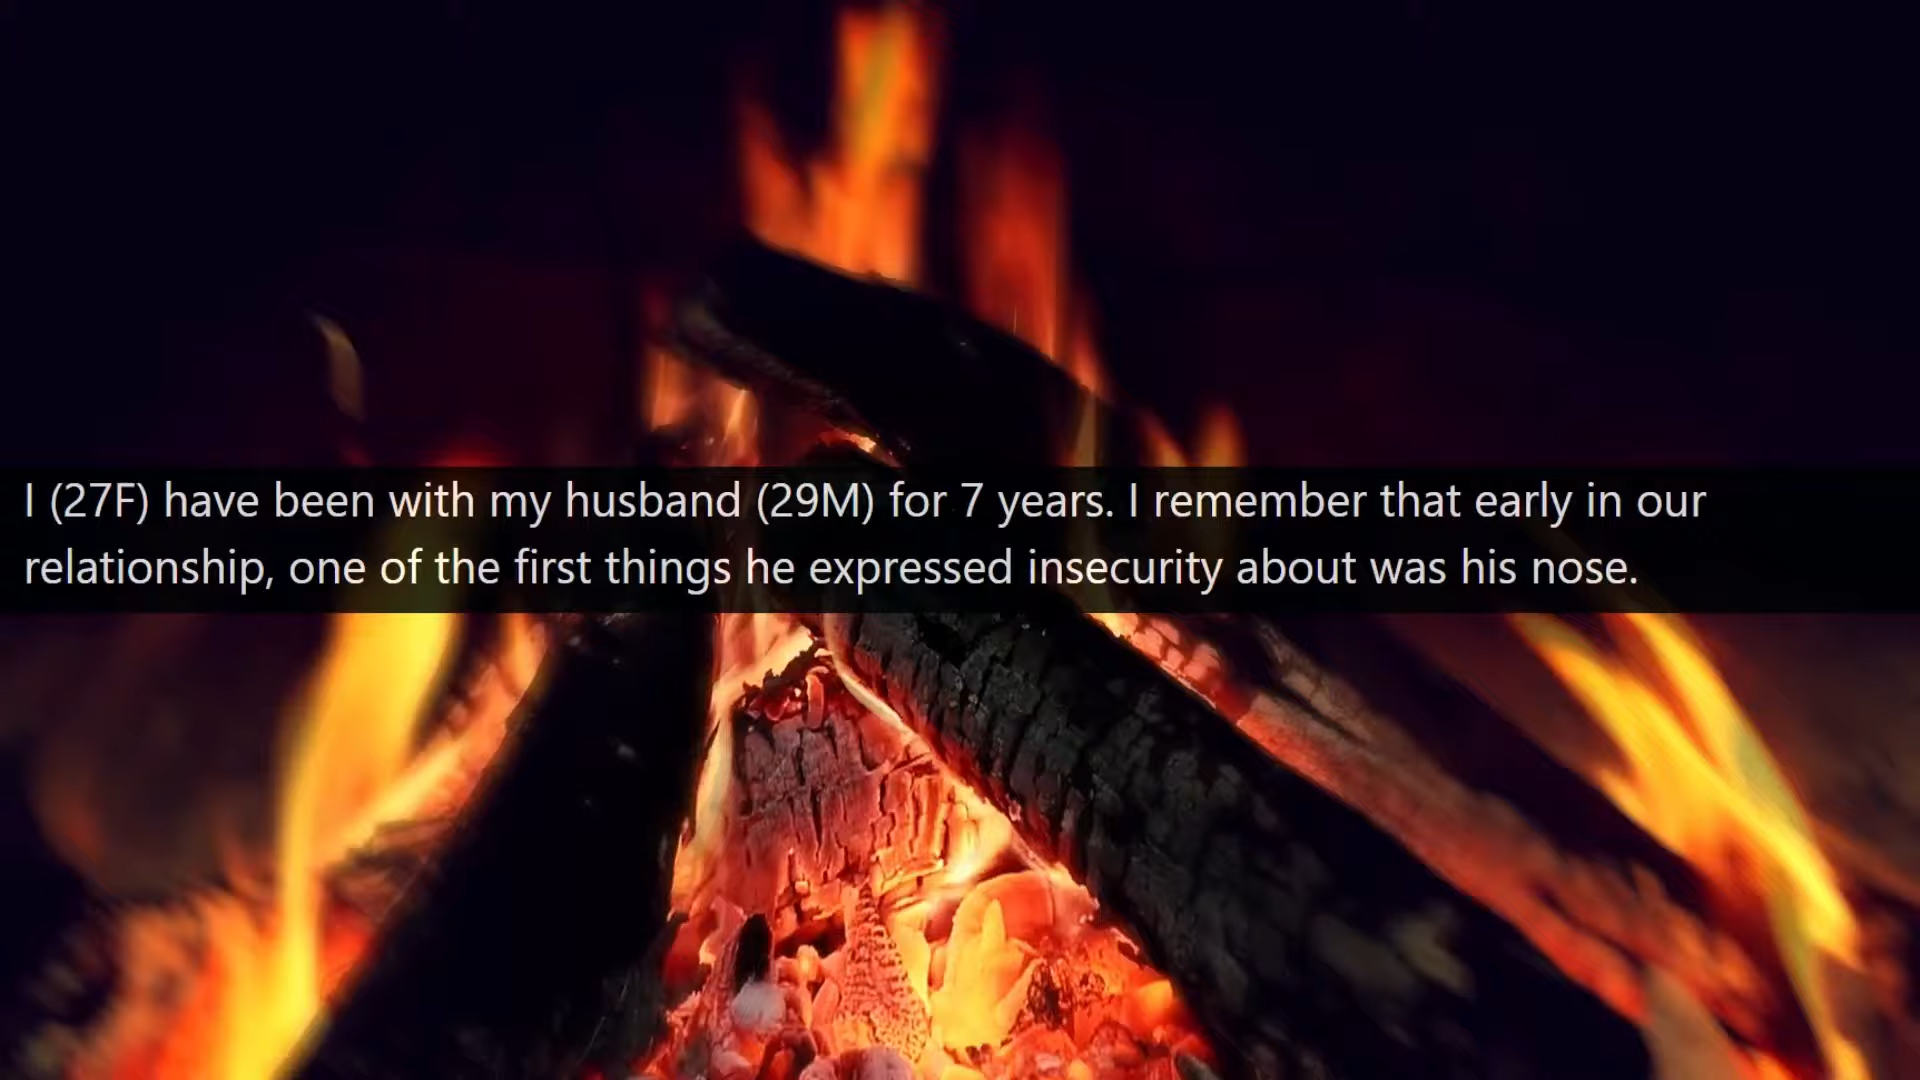 I (27F) have been with my husband (29M) for 7 years. I remember that early in our
relationship, one of the first things he expressed insecurity about was his nose.